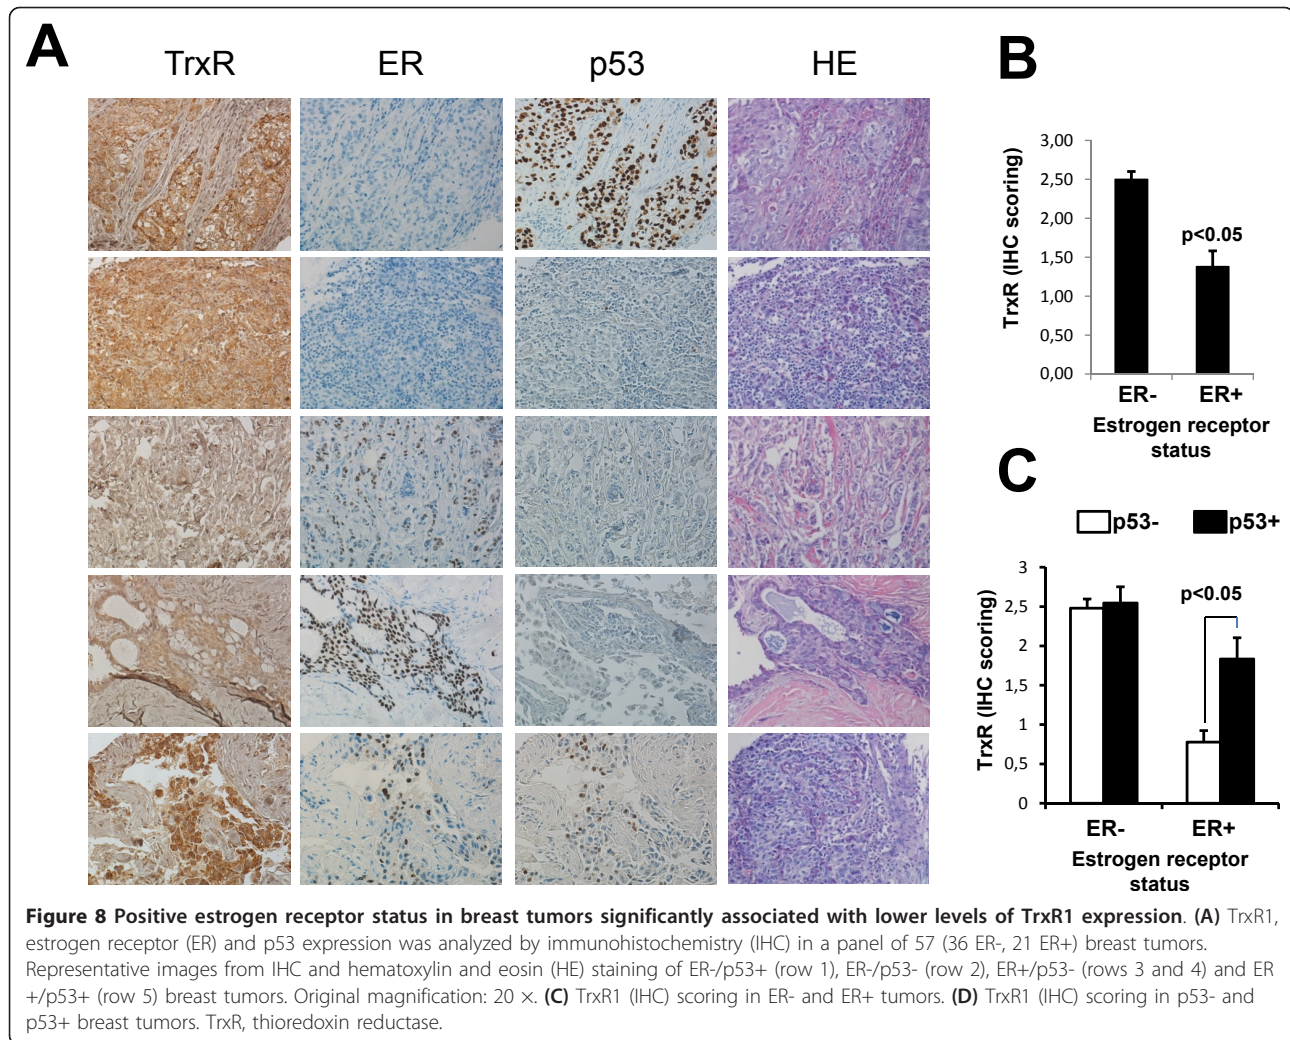 A
TrxR
ER
p53
HE
B
TrxR (IHC scoring)
3,00
2,50
2,00
1,50
1,00
0,50
0,00
p<0.05
ER-
ER+
Estrogen receptor
status
C
p53-
p53+
TrxR (IHC scoring)
3
2,5
2
1,5
1
0,5
0
p<0.05
ER-
ER+
Estrogen receptor
status
Figure 8 Positive estrogen receptor status in breast tumors significantly associated with lower levels of TrxR1 expression. (A) TrxR1,
estrogen receptor (ER) and p53 expression was analyzed by immunohistochemistry (IHC) in a panel of 57 (36 ER-, 21 ER+) breast tumors.
Representative images from IHC and hematoxylin and eosin (HE) staining of ER-/p53+ (row 1), ER-/p53- (row 2), ER+/p53- (rows 3 and 4) and ER
+/p53+ (row 5) breast tumors. Original magnification: 20 ×. (C) TrxR1 (IHC) scoring in ER- and ER+ tumors. (D) TrxR1 (IHC) scoring in p53- and
p53+ breast tumors. TrxR, thioredoxin reductase.